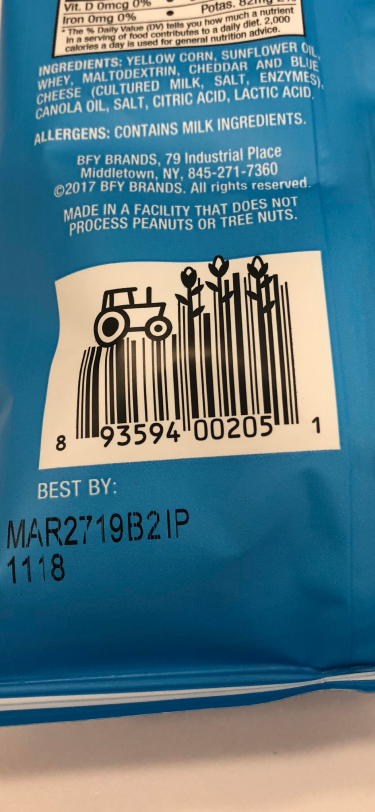 Vit. D 0mcg 0% •
Potas. 82mg 2%
Iron 0mg 0% •
* The % Daily Value (DV) tells you how much a nutrient
in a serving of food contributes to a daily diet. 2,000
calories a day is used for general nutrition advice.
INGREDIENTS: YELLOW CORN, SUNFLOWER OIL,
WHEY, MALTODEXTRIN, CHEDDAR AND BLUE
CHEESE (CULTURED MILK, SALT, ENZYMES),
CANOLA OIL, SALT, CITRIC ACID, LACTIC ACID.
ALLERGENS: CONTAINS MILK INGREDIENTS.
BFY BRANDS, 79 Industrial Place
Middletown, NY, 845-271-7360
©2017 BFY BRANDS. All rights reserved.
MADE IN A FACILITY THAT DOES NOT
PROCESS PEANUTS OR TREE NUTS.
8 93594 00205 1
BEST BY:
MAR2719B2IP
1118